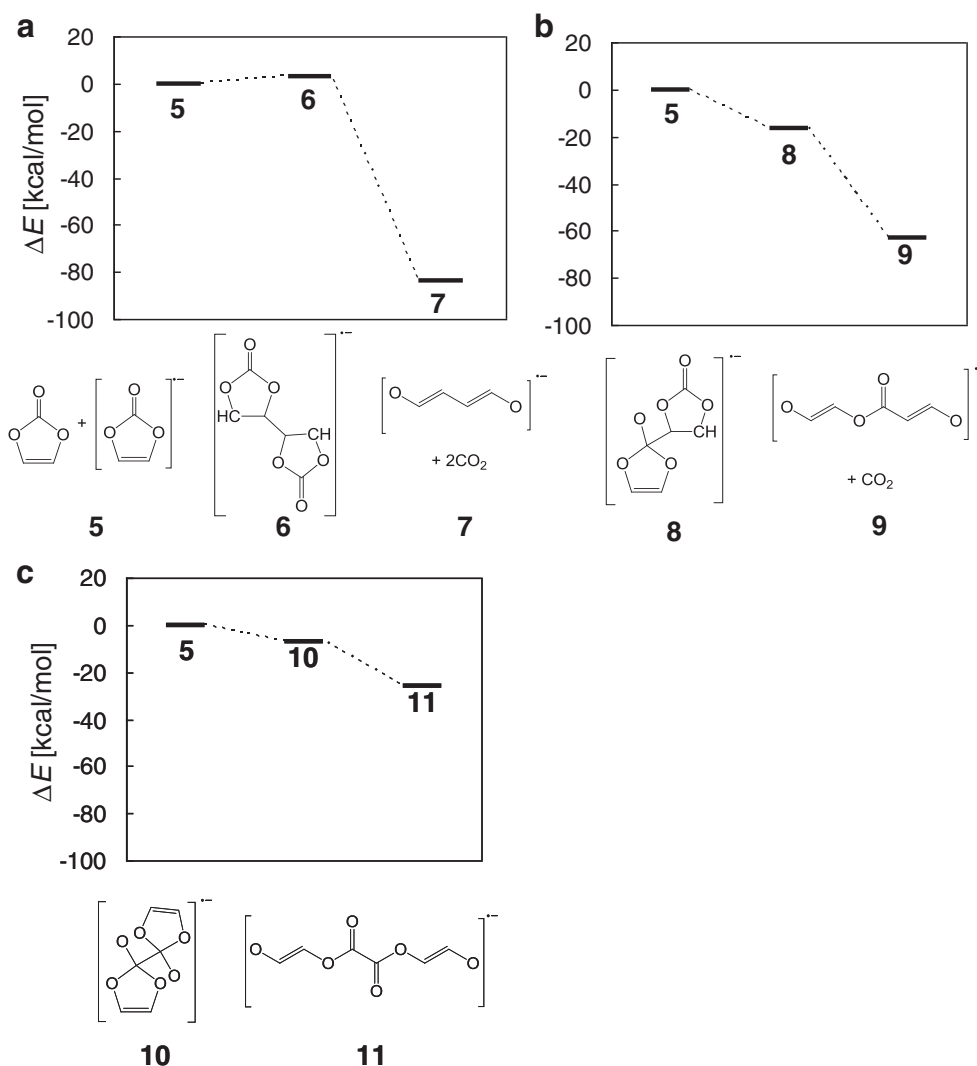 a
20
0
-20
-40
-60
-80
-100
ΔE [kcal/mol]
5
6
7
b
20
0
-20
-40
-60
-80
-100
5
8
9
O
O O
+
O
O O
•−
5
O
O O
HC
CH
O O
O
•−
6
O
O
•−
+ 2CO₂
7
O
O O
CH
O
O O
•−
8
O
O
O
O
•
+ CO₂
9
c
20
0
-20
-40
-60
-80
-100
ΔE [kcal/mol]
5
10
11
O O
O
O
O O
•−
10
O
O
O
O
O
O
•−
11